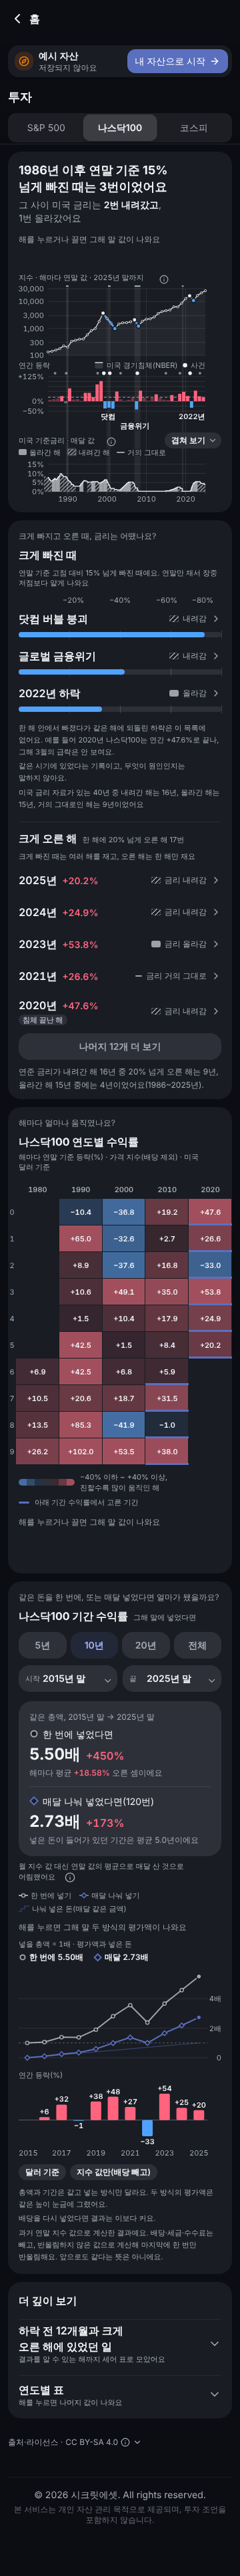 홈
예시 자산
저장되지 않아요
내 자산으로 시작
투자
S&P 500
나스닥100
코스피
1986년 이후 연말 기준 15%
넘게 빠진 때는 3번이었어요
그 사이 미국 금리는 2번 내려갔고,
1번 올라갔어요
해를 누르거나 끌면 그해 말 값이 나와요
지수 · 해마다 연말 값 · 2025년 말까지
30,000
10,000
3,000
1,000
300
100
연간 등락
미국 경기침체(NBER)
사건
+125%
0%
−50%
닷컴
2022년
금융위기
미국 기준금리 · 매달 값
겹쳐 보기
올라간 해
내려간 해
거의 그대로
15%
10%
5%
0%
1990
2000
2010
2020
크게 빠지고 오른 때, 금리는 어땠나요?
크게 빠진 때
연말 기준 고점 대비 15% 넘게 빠진 때예요. 연말만 재서 장중
저점보다 얕게 나와요
−20%
−40%
−60%
−80%
닷컴 버블 붕괴
내려감
글로벌 금융위기
내려감
2022년 하락
올라감
한 해 안에서 빠졌다가 같은 해에 되돌린 하락은 이 목록에
없어요. 예를 들어 2020년 나스닥100는 연간 +47.6%로 끝나,
그해 3월의 급락은 안 보여요.
같은 시기에 있었다는 기록이고, 무엇이 원인인지는
말하지 않아요.
미국 금리 자료가 있는 40년 중 내려간 해는 16년, 올라간 해는
15년, 거의 그대로인 해는 9년이었어요
크게 오른 해
한 해에 20% 넘게 오른 해 17번
크게 빠진 때는 여러 해를 재고, 오른 해는 한 해만 재요
2025년 +20.2%
금리 내려감
2024년 +24.9%
금리 내려감
2023년 +53.8%
금리 올라감
2021년 +26.6%
금리 거의 그대로
2020년 +47.6%
침체 끝난 해
금리 내려감
나머지 12개 더 보기
연준 금리가 내려간 해 16년 중 20% 넘게 오른 해는 9년,
올라간 해 15년 중에는 4년이었어요(1986~2025년).
해마다 얼마나 움직였나요?
나스닥100 연도별 수익률
해마다 연말 기준 등락(%) · 가격 지수(배당 제외) · 미국
달러 기준
1980
1990
2000
2010
2020
0
−10.4
−36.8
+19.2
+47.6
1
+65.0
−32.6
+2.7
+26.6
2
+8.9
−37.6
+16.8
−33.0
3
+10.6
+49.1
+35.0
+53.8
4
+1.5
+10.4
+17.9
+24.9
5
+42.5
+1.5
+8.4
+20.2
6
+6.9
+42.5
+6.8
+5.9
7
+10.5
+20.6
+18.7
+31.5
8
+13.5
+85.3
−41.9
−1.0
9
+26.2
+102.0
+53.5
+38.0
−40% 이하 ~ +40% 이상,
진할수록 많이 움직인 해
아래 기간 수익률에서 고른 기간
해를 누르거나 끌면 그해 말 값이 나와요
같은 돈을 한 번에, 또는 매달 넣었다면 얼마가 됐을까요?
나스닥100 기간 수익률
그해 말에 넣었다면
5년
10년
20년
전체
시작 2015년 말
끝 2025년 말
같은 총액, 2015년 말 → 2025년 말
한 번에 넣었다면
5.50배 +450%
해마다 평균 +18.58% 오른 셈이에요
매달 나눠 넣었다면(120번)
2.73배 +173%
넣은 돈이 들어가 있던 기간은 평균 5.0년이에요
월 지수 값 대신 연말 값의 평균으로 매달 산 것으로
어림했어요
한 번에 넣기
매달 나눠 넣기
나눠 넣은 돈(매달 같은 금액)
해를 누르면 그해 말 두 방식의 평가액이 나와요
넣을 총액 = 1배 · 평가액과 넣은 돈
한 번에 5.50배
매달 2.73배
4배
2배
0
연간 등락(%)
+6
+32
−1
+38
+48
+27
−33
+54
+25
+20
2015
2017
2019
2021
2023
2025
달러 기준
지수 값만(배당 빼고)
총액과 기간은 같고 넣는 방식만 달라요. 두 방식의 평가액은
같은 높이 눈금에 그렸어요.
배당을 다시 넣었다면 결과는 이보다 커요.
과거 연말 지수 값으로 계산한 결과예요. 배당·세금·수수료는
빼고, 반올림하지 않은 값으로 계산해 마지막에 한 번만
반올림해요. 앞으로도 같다는 뜻은 아니에요.
더 깊이 보기
하락 전 12개월과 크게
오른 해에 있었던 일
결과를 알 수 있는 해까지 세어 표로 모았어요
연도별 표
해를 누르면 나머지 값이 나와요
출처·라이선스 · CC BY-SA 4.0
© 2026 시크릿에셋. All rights reserved.
본 서비스는 개인 자산 관리 목적으로 제공되며, 투자 조언을
포함하지 않습니다.